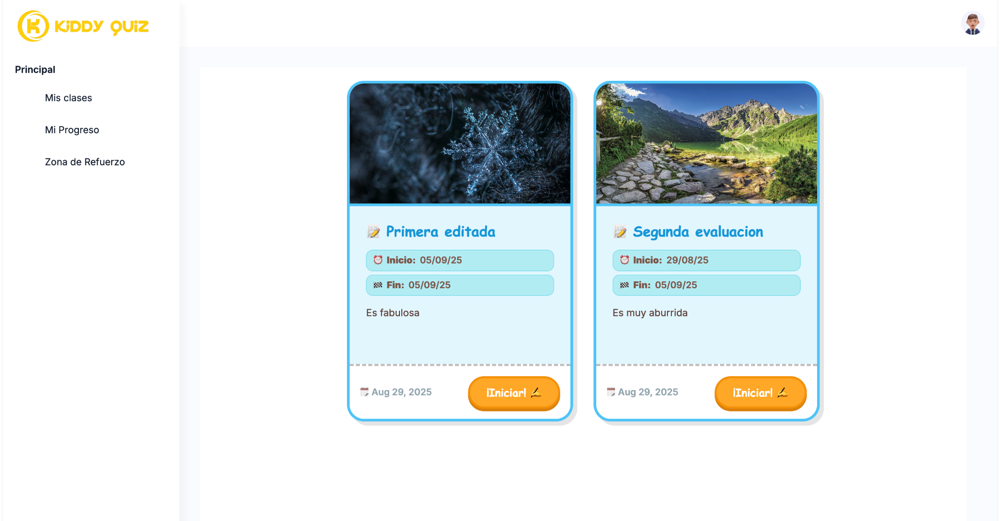 KiDDY QUiZ
Principal
Mis clases
Mi Progreso
Zona de Refuerzo
📝 Primera editada
⏰ Inicio: 05/09/25
🏁 Fin: 05/09/25
Es fabulosa
🗓️ Aug 29, 2025
¡Iniciar! ✍️
📝 Segunda evaluacion
⏰ Inicio: 29/08/25
🏁 Fin: 05/09/25
Es muy aburrida
🗓️ Aug 29, 2025
¡Iniciar! ✍️